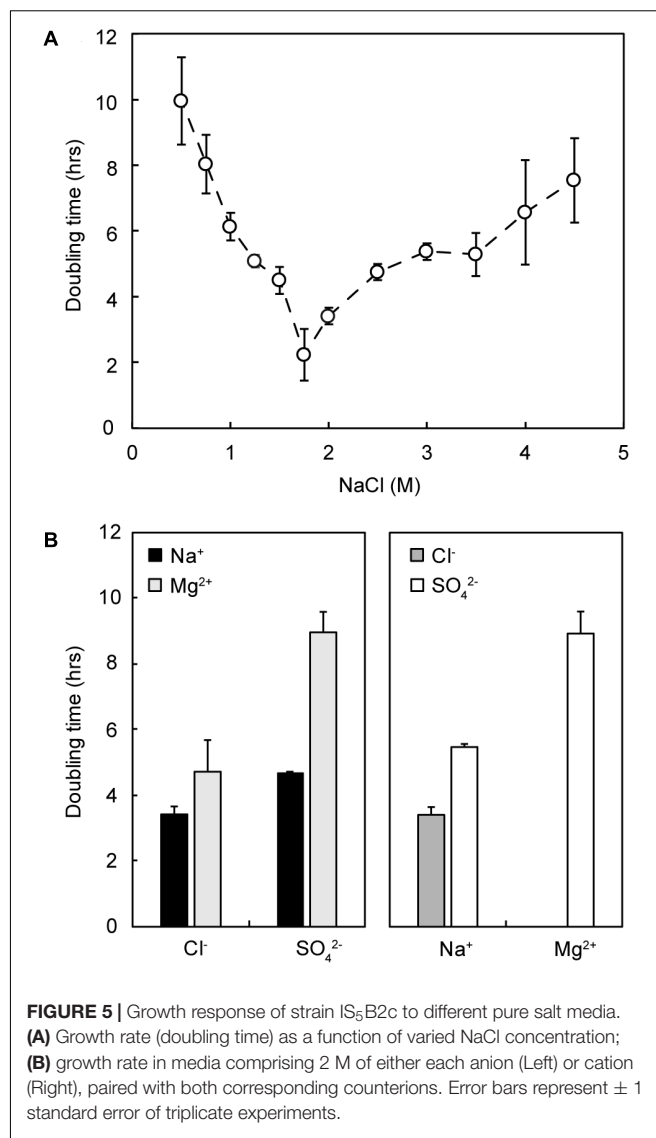 A
12
10
8
6
4
2
0
Doubling time (hrs)
0 1 2 3 4 5
NaCl (M)
B
12
10
8
6
4
2
0
Doubling time (hrs)
Na⁺
Mg²⁺
Cl⁻ SO₄²⁻
Cl⁻
SO₄²⁻
Na⁺ Mg²⁺
FIGURE 5 | Growth response of strain IS₅B2c to different pure salt media.
(A) Growth rate (doubling time) as a function of varied NaCl concentration;
(B) growth rate in media comprising 2 M of either each anion (Left) or cation
(Right), paired with both corresponding counterions. Error bars represent ± 1
standard error of triplicate experiments.